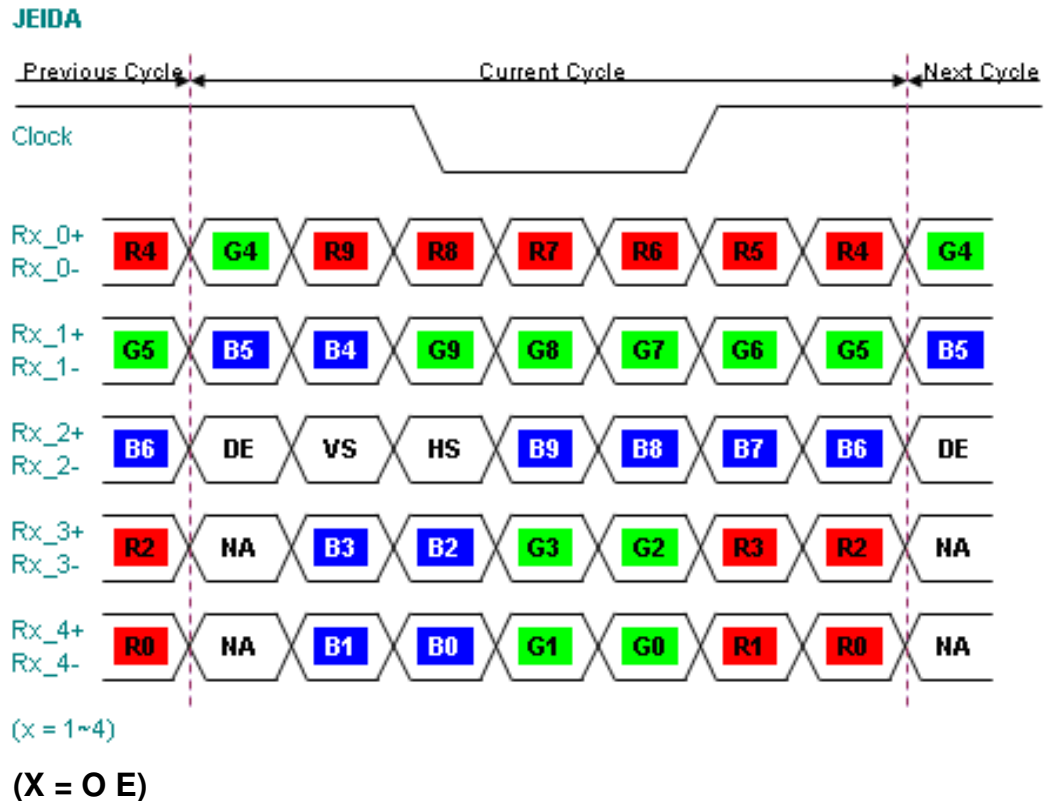 JEIDA
Previous Cycle Current Cycle Next Cycle
Clock
Rx_0+
Rx_0-
R4 G4 R9 R8 R7 R6 R5 R4 G4
Rx_1+
Rx_1-
G5 B5 B4 G9 G8 G7 G6 G5 B5
Rx_2+
Rx_2-
B6 DE VS HS B9 B8 B7 B6 DE
Rx_3+
Rx_3-
R2 NA B3 B2 G3 G2 R3 R2 NA
Rx_4+
Rx_4-
R0 NA B1 B0 G1 G0 R1 R0 NA
(x = 1~4)
(X = O E)